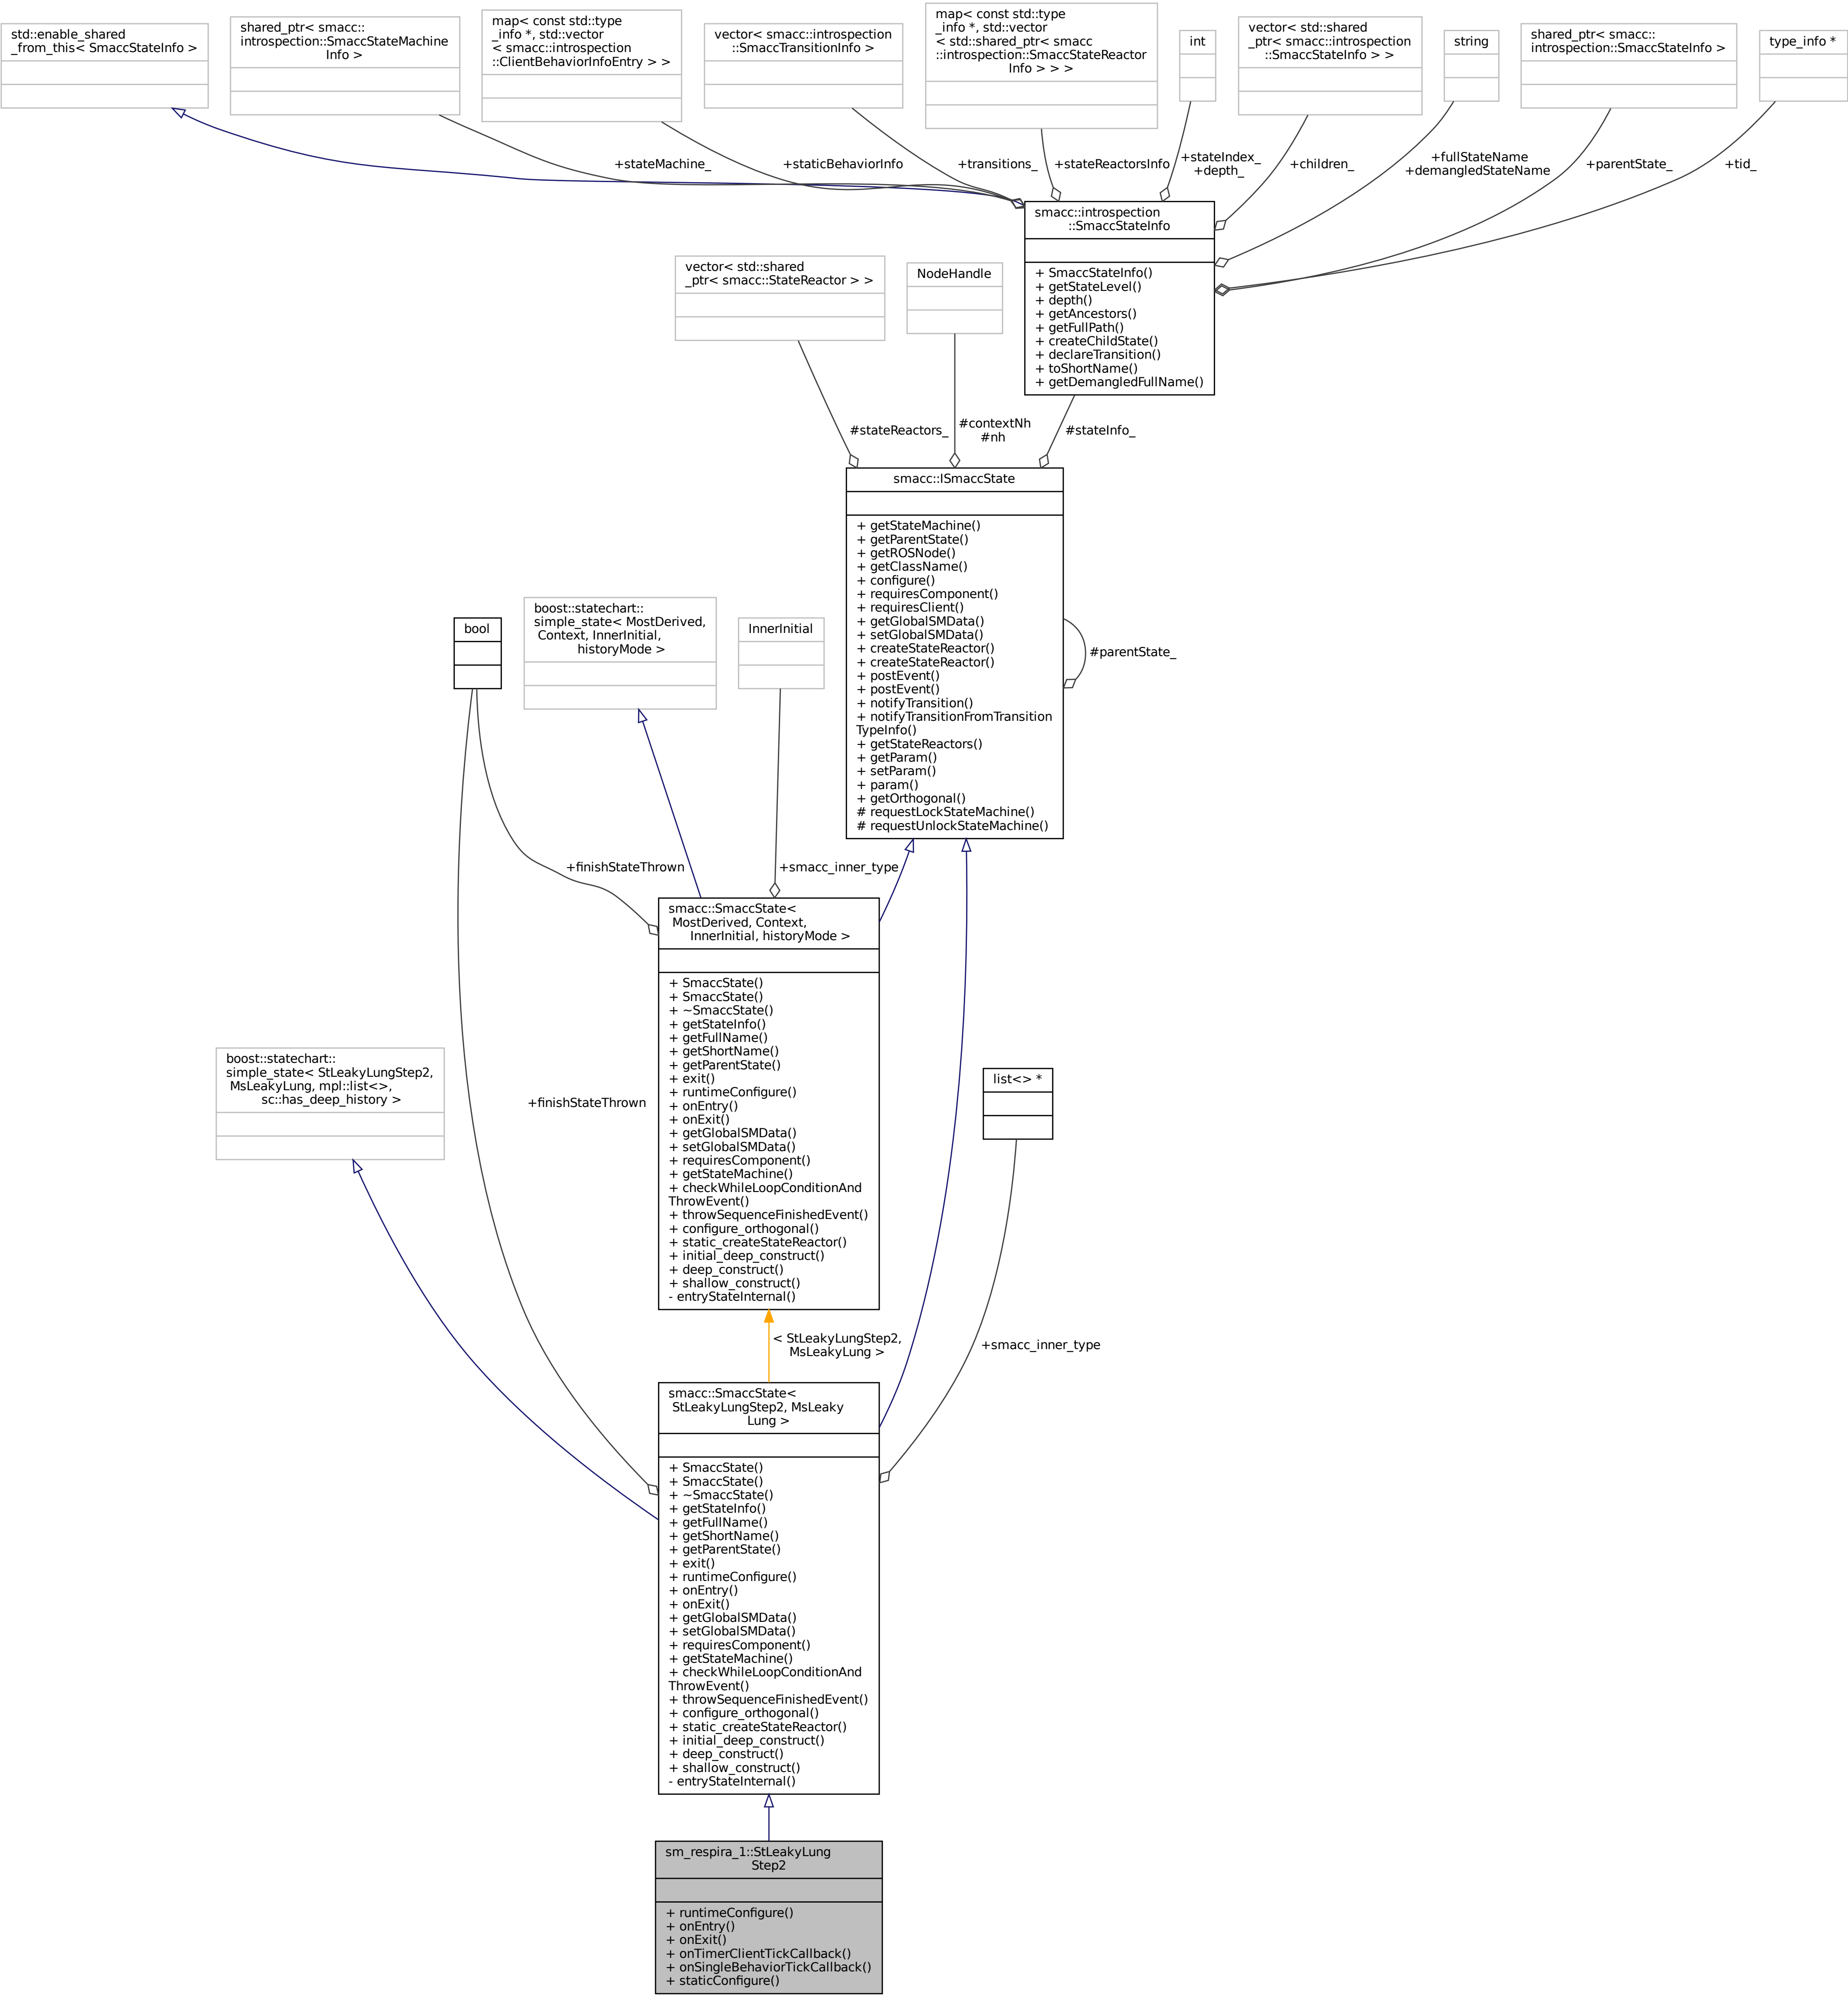 std::enable_shared
_from_this< SmaccStateInfo >
shared_ptr< smacc::
introspection::SmaccStateMachine
Info >
map< const std::type
_info *, std::vector
< smacc::introspection
::ClientBehaviorInfoEntry > >
vector< smacc::introspection
::SmaccTransitionInfo >
map< const std::type
_info *, std::vector
< std::shared_ptr< smacc
::introspection::SmaccStateReactor
Info > > >
int
vector< std::shared
_ptr< smacc::introspection
::SmaccStateInfo > >
string
shared_ptr< smacc::
introspection::SmaccStateInfo >
type_info *
+stateMachine_
+staticBehaviorInfo
+transitions_
+stateReactorsInfo
+stateIndex_
+depth_
+children_
+fullStateName
+demangledStateName
+parentState_
+tid_
smacc::introspection
::SmaccStateInfo
+ SmaccStateInfo()
+ getStateLevel()
+ depth()
+ getAncestors()
+ getFullPath()
+ createChildState()
+ declareTransition()
+ toShortName()
+ getDemangledFullName()
vector< std::shared
_ptr< smacc::StateReactor > >
NodeHandle
#stateReactors_
#contextNh
#nh
#stateInfo_
smacc::ISmaccState
+ getStateMachine()
+ getParentState()
+ getROSNode()
+ getClassName()
+ configure()
+ requiresComponent()
+ requiresClient()
+ getGlobalSMData()
+ setGlobalSMData()
+ createStateReactor()
+ createStateReactor()
+ postEvent()
+ postEvent()
+ notifyTransition()
+ notifyTransitionFromTransition
TypeInfo()
+ getStateReactors()
+ getParam()
+ setParam()
+ param()
+ getOrthogonal()
# requestLockStateMachine()
# requestUnlockStateMachine()
#parentState_
bool
boost::statechart::
simple_state< MostDerived,
Context, InnerInitial,
historyMode >
InnerInitial
+finishStateThrown
+smacc_inner_type
smacc::SmaccState<
MostDerived, Context,
InnerInitial, historyMode >
+ SmaccState()
+ SmaccState()
+ ~SmaccState()
+ getStateInfo()
+ getFullName()
+ getShortName()
+ getParentState()
+ exit()
+ runtimeConfigure()
+ onEntry()
+ onExit()
+ getGlobalSMData()
+ setGlobalSMData()
+ requiresComponent()
+ getStateMachine()
+ checkWhileLoopConditionAnd
ThrowEvent()
+ throwSequenceFinishedEvent()
+ configure_orthogonal()
+ static_createStateReactor()
+ initial_deep_construct()
+ deep_construct()
+ shallow_construct()
- entryStateInternal()
boost::statechart::
simple_state< StLeakyLungStep2,
MsLeakyLung, mpl::list<>,
sc::has_deep_history >
+finishStateThrown
list<> *
< StLeakyLungStep2,
MsLeakyLung >
+smacc_inner_type
smacc::SmaccState<
StLeakyLungStep2, MsLeaky
Lung >
+ SmaccState()
+ SmaccState()
+ ~SmaccState()
+ getStateInfo()
+ getFullName()
+ getShortName()
+ getParentState()
+ exit()
+ runtimeConfigure()
+ onEntry()
+ onExit()
+ getGlobalSMData()
+ setGlobalSMData()
+ requiresComponent()
+ getStateMachine()
+ checkWhileLoopConditionAnd
ThrowEvent()
+ throwSequenceFinishedEvent()
+ configure_orthogonal()
+ static_createStateReactor()
+ initial_deep_construct()
+ deep_construct()
+ shallow_construct()
- entryStateInternal()
sm_respira_1::StLeakyLung
Step2
+ runtimeConfigure()
+ onEntry()
+ onExit()
+ onTimerClientTickCallback()
+ onSingleBehaviorTickCallback()
+ staticConfigure()